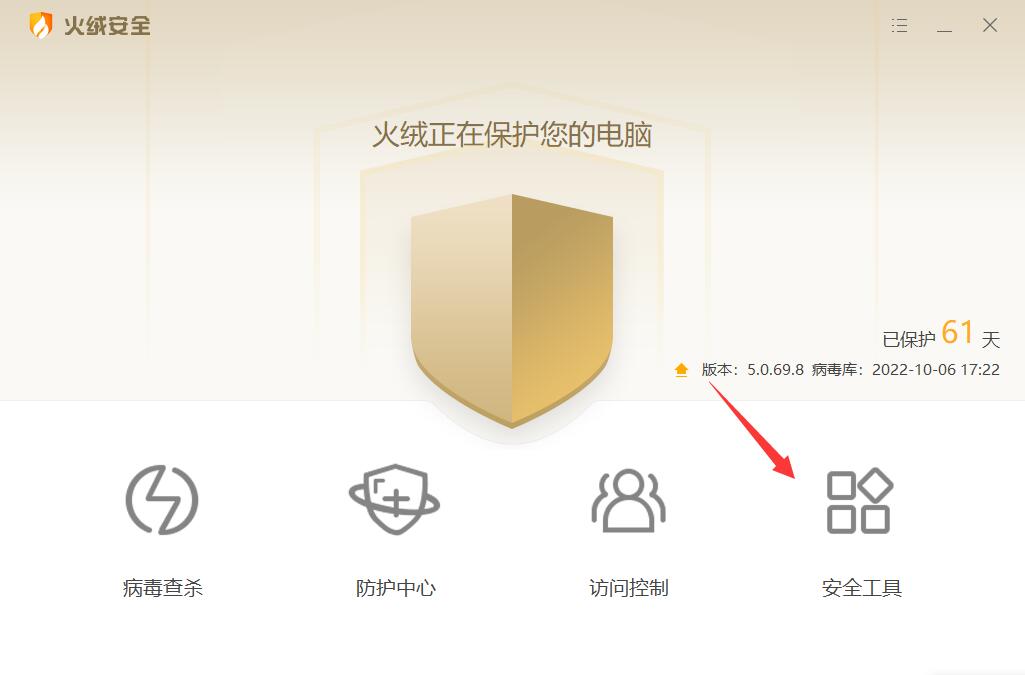 火绒安全
火绒正在保护您的电脑
已保护 61 天
版本：5.0.69.8 病毒库：2022-10-06 17:22
病毒查杀
防护中心
访问控制
安全工具